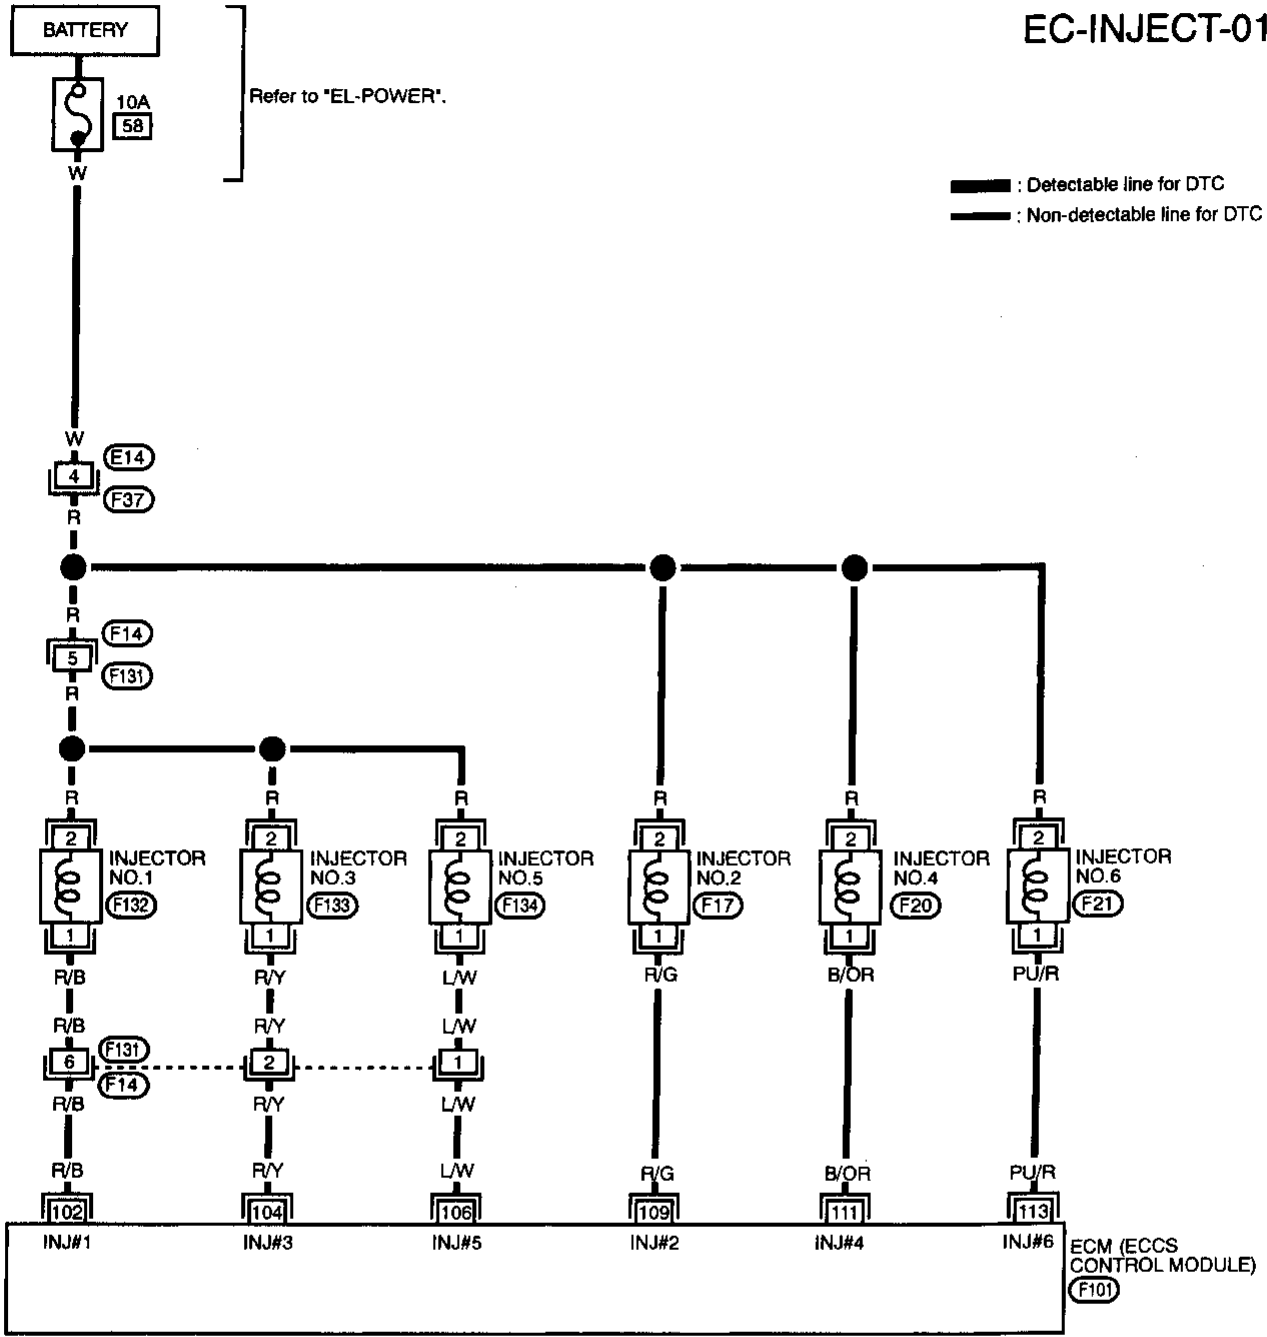 EC-INJECT-01
BATTERY
10A
58
Refer to "EL-POWER".
W
: Detectable line for DTC
: Non-detectable line for DTC
W
E14
4
F37
R
R
F14
5
F131
R
R R R R R R
2 2 2 2 2 2
INJECTOR NO.1
F132
INJECTOR NO.3
F133
INJECTOR NO.5
F134
INJECTOR NO.2
F17
INJECTOR NO.4
F20
INJECTOR NO.6
F21
1 1 1 1 1 1
R/B R/Y L/W R/G B/OR PU/R
R/B R/Y L/W
F131
6 2 1
F14
R/B R/Y L/W
R/B R/Y L/W R/G B/OR PU/R
102 104 106 109 111 113
INJ#1 INJ#3 INJ#5 INJ#2 INJ#4 INJ#6
ECM (ECCS
CONTROL MODULE)
F101